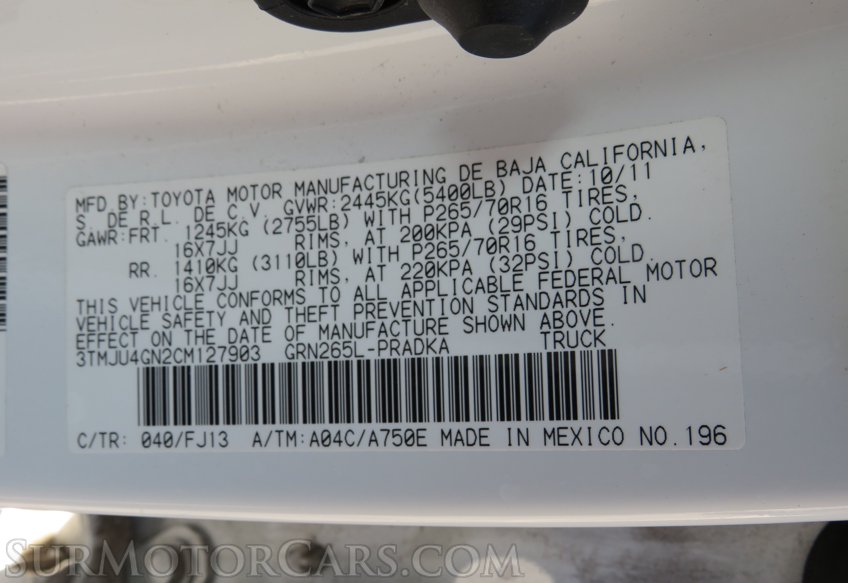 MFD BY:TOYOTA MOTOR MANUFACTURING DE BAJA CALIFORNIA,
S. DE R.L. DE C.V. GVWR:2445KG(5400LB) DATE:10/11
GAWR:FRT. 1245KG (2755LB) WITH P265/70R16 TIRES,
16X7JJ RIMS, AT 200KPA (29PSI) COLD.
RR. 1410KG (3110LB) WITH P265/70R16 TIRES,
16X7JJ RIMS, AT 220KPA (32PSI) COLD.
THIS VEHICLE CONFORMS TO ALL APPLICABLE FEDERAL MOTOR
VEHICLE SAFETY AND THEFT PREVENTION STANDARDS IN
EFFECT ON THE DATE OF MANUFACTURE SHOWN ABOVE.
3TMJU4GN2CM127903 GRN265L-PRADKA TRUCK
C/TR: 040/FJ13 A/TM:A04C/A750E MADE IN MEXICO NO.196
SurMotorCars.com